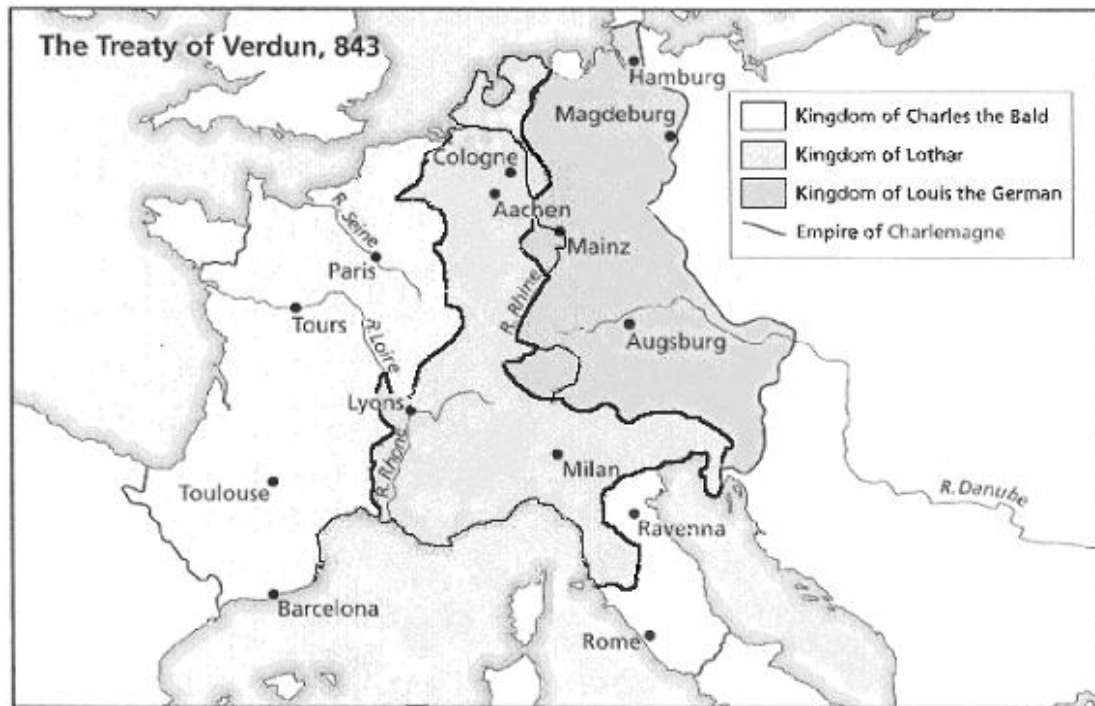 The Treaty of Verdun, 843
Hamburg
Magdeburg
Kingdom of Charles the Bald
Kingdom of Lothar
Kingdom of Louis the German
Empire of Charlemagne
Cologne
Aachen
Mainz
R. Seine
Paris
R. Rhine
Tours
R. Loire
Augsburg
Lyons
R. Rhone
Milan
Toulouse
Ravenna
R. Danube
Barcelona
Rome